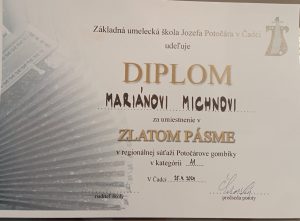 Základná umelecká škola Jozefa Potočára v Čadci
udeľuje
DIPLOM
MARIÁNOVI MICHNOVI
za umiestnenie v
ZLATOM PÁSME
v regionálnej súťaži Potočárove gombíky
v kategórii
V Čadci
riaditeľ školy
predseda poroty